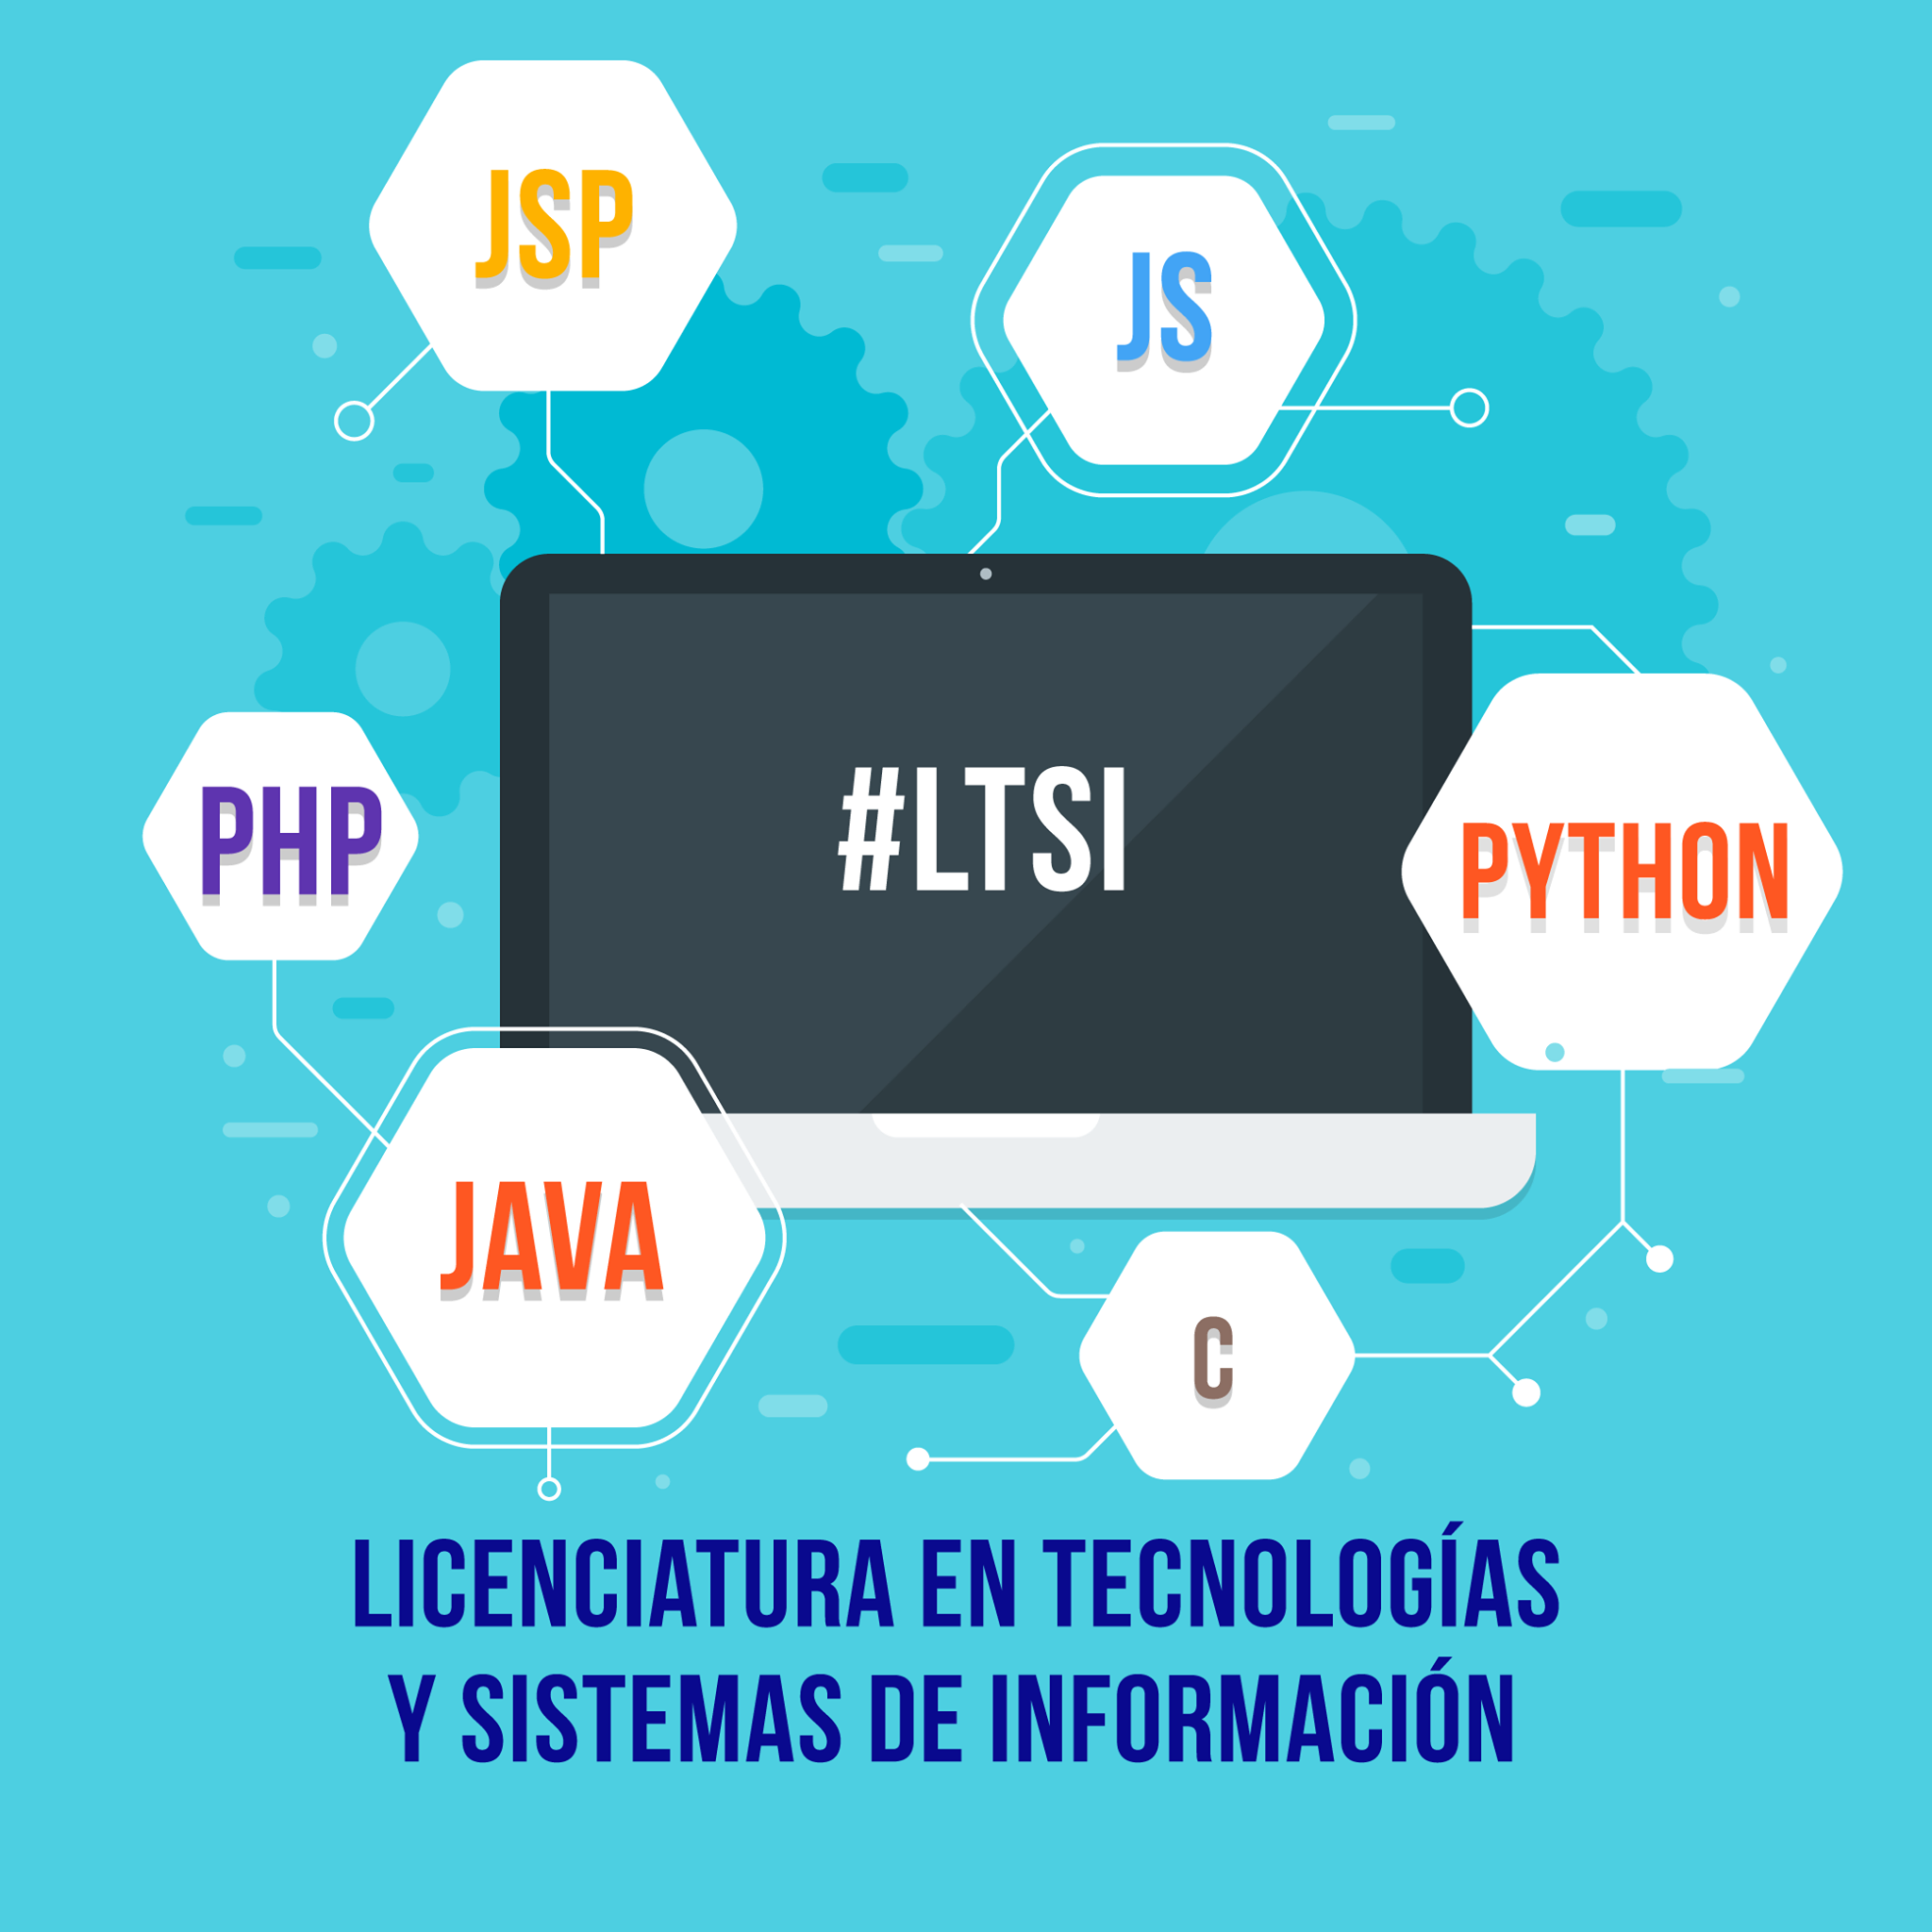 JSP
JS
PHP
#LTSI
PYTHON
JAVA
C
LICENCIATURA EN TECNOLOGÍAS
Y SISTEMAS DE INFORMACIÓN